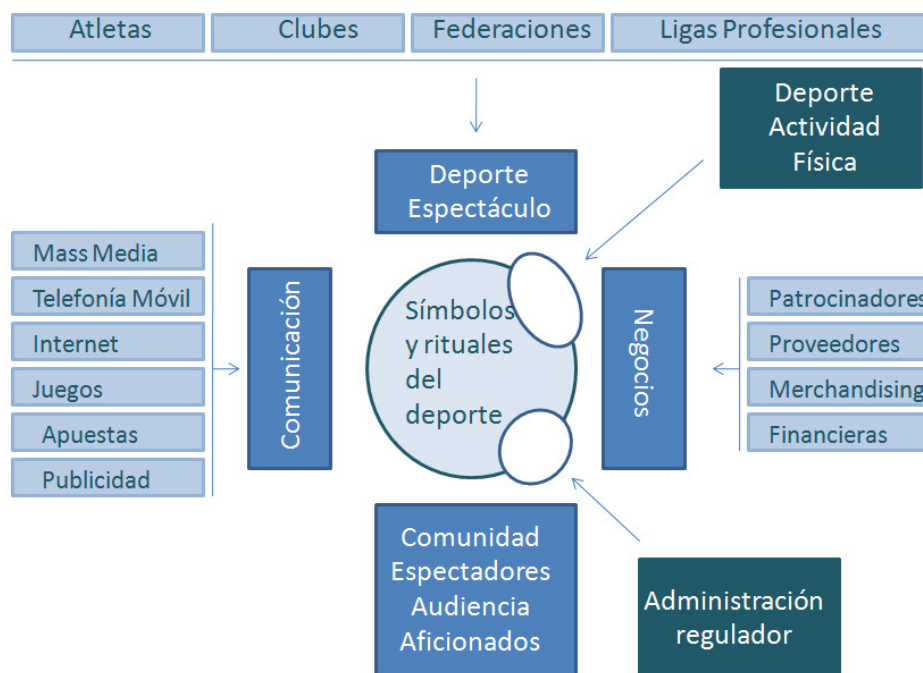 Atletas
Clubes
Federaciones
Ligas Profesionales
Deporte
Actividad
Física
Deporte
Espectáculo
Mass Media
Telefonía Móvil
Internet
Juegos
Apuestas
Publicidad
Comunicación
Símbolos
y rituales
del
deporte
Negocios
Patrocinadores
Proveedores
Merchandising
Financieras
Comunidad
Espectadores
Audiencia
Aficionados
Administración
regulador